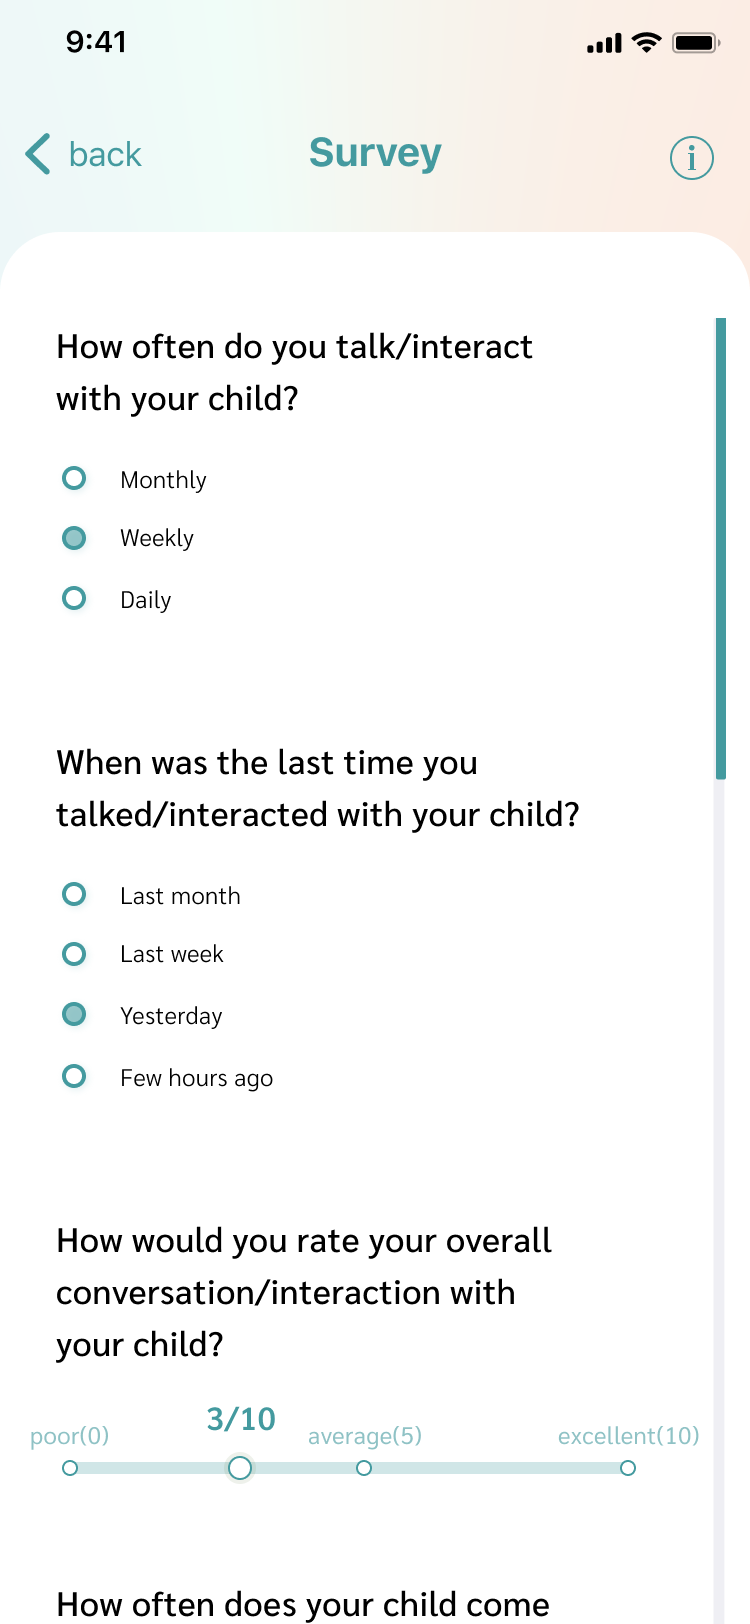 9:41
back
Survey
i
How often do you talk/interact
with your child?
Monthly
Weekly
Daily
When was the last time you
talked/interacted with your child?
Last month
Last week
Yesterday
Few hours ago
How would you rate your overall
conversation/interaction with
your child?
3/10
poor(0) average(5) excellent(10)
How often does your child come